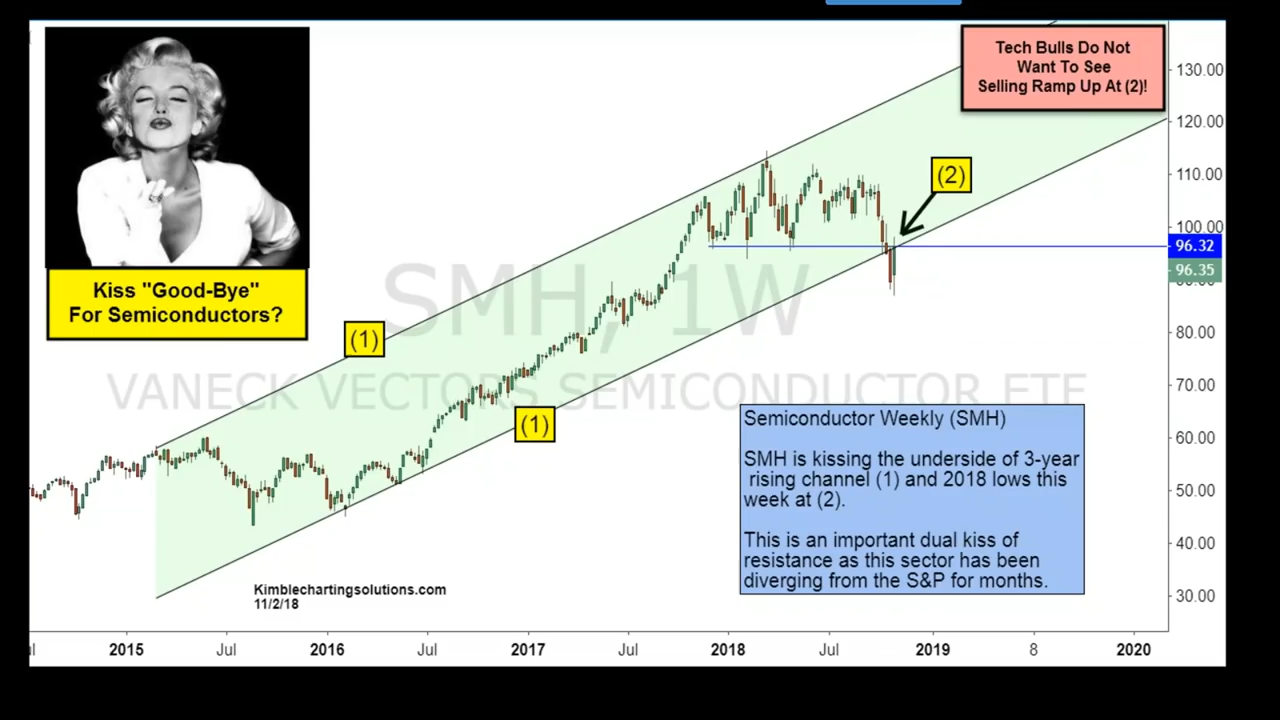 Kiss "Good-Bye"
For Semiconductors?
Tech Bulls Do Not
Want To See
Selling Ramp Up At (2)!
(2)
(1)
(1)
SMH, 1W
VANECK VECTORS SEMICONDUCTOR ETF
Semiconductor Weekly (SMH)
SMH is kissing the underside of 3-year
rising channel (1) and 2018 lows this
week at (2).
This is an important dual kiss of
resistance as this sector has been
diverging from the S&P for months.
Kimblechartingsolutions.com
11/2/18
130.00
120.00
110.00
100.00
96.32
96.35
80.00
70.00
60.00
50.00
40.00
30.00
2015 Jul 2016 Jul 2017 Jul 2018 Jul 2019 8 2020